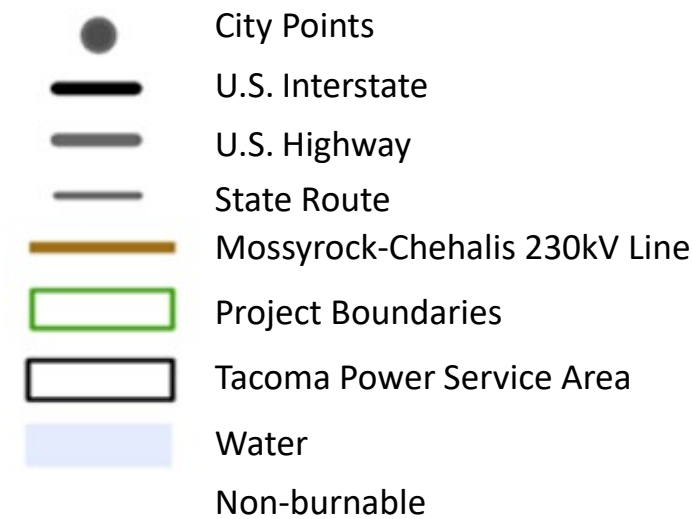 City Points
U.S. Interstate
U.S. Highway
State Route
Mossyrock-Chehalis 230kV Line
Project Boundaries
Tacoma Power Service Area
Water
Non-burnable